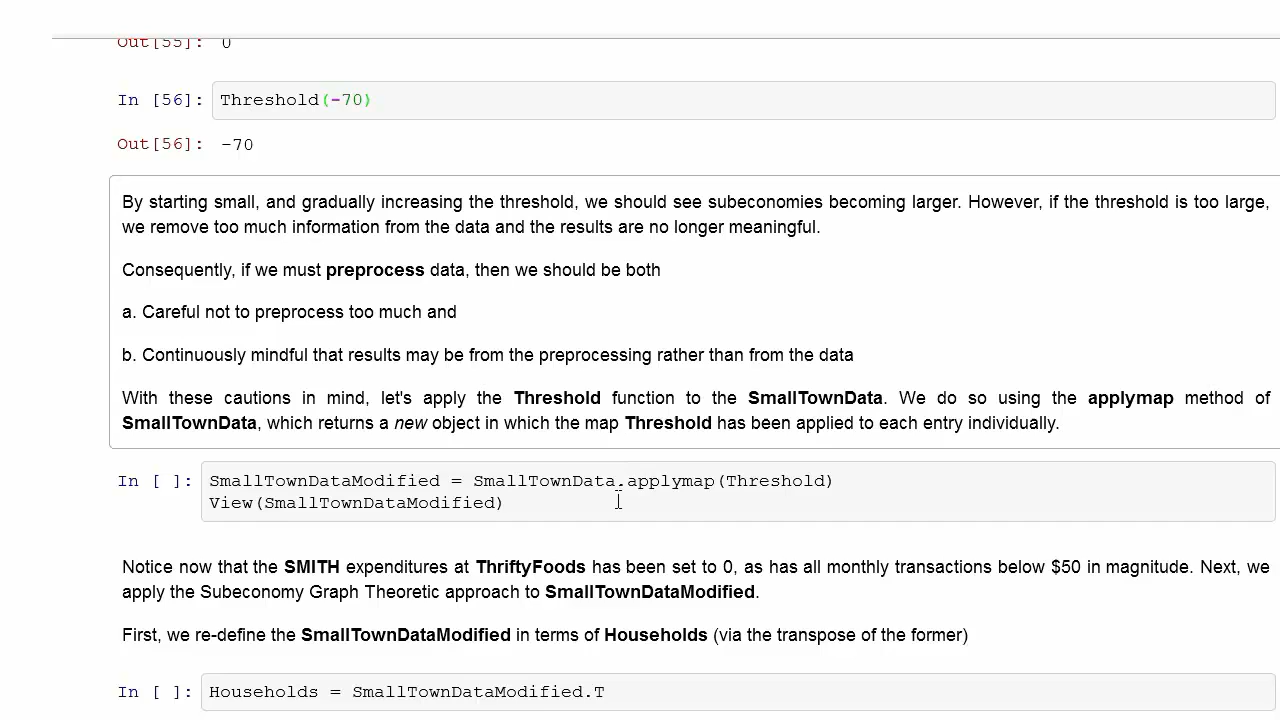 Out[55]: 0
In [56]: Threshold(-70)
Out[56]: -70
By starting small, and gradually increasing the threshold, we should see subeconomies becoming larger. However, if the threshold is too large,
we remove too much information from the data and the results are no longer meaningful.
Consequently, if we must preprocess data, then we should be both
a. Careful not to preprocess too much and
b. Continuously mindful that results may be from the preprocessing rather than from the data
With these cautions in mind, let's apply the Threshold function to the SmallTownData. We do so using the applymap method of
SmallTownData, which returns a new object in which the map Threshold has been applied to each entry individually.
In [ ]: SmallTownDataModified = SmallTownData.applymap(Threshold)
View(SmallTownDataModified)
Notice now that the SMITH expenditures at ThriftyFoods has been set to 0, as has all monthly transactions below $50 in magnitude. Next, we
apply the Subeconomy Graph Theoretic approach to SmallTownDataModified.
First, we re-define the SmallTownDataModified in terms of Households (via the transpose of the former)
In [ ]: Households = SmallTownDataModified.T